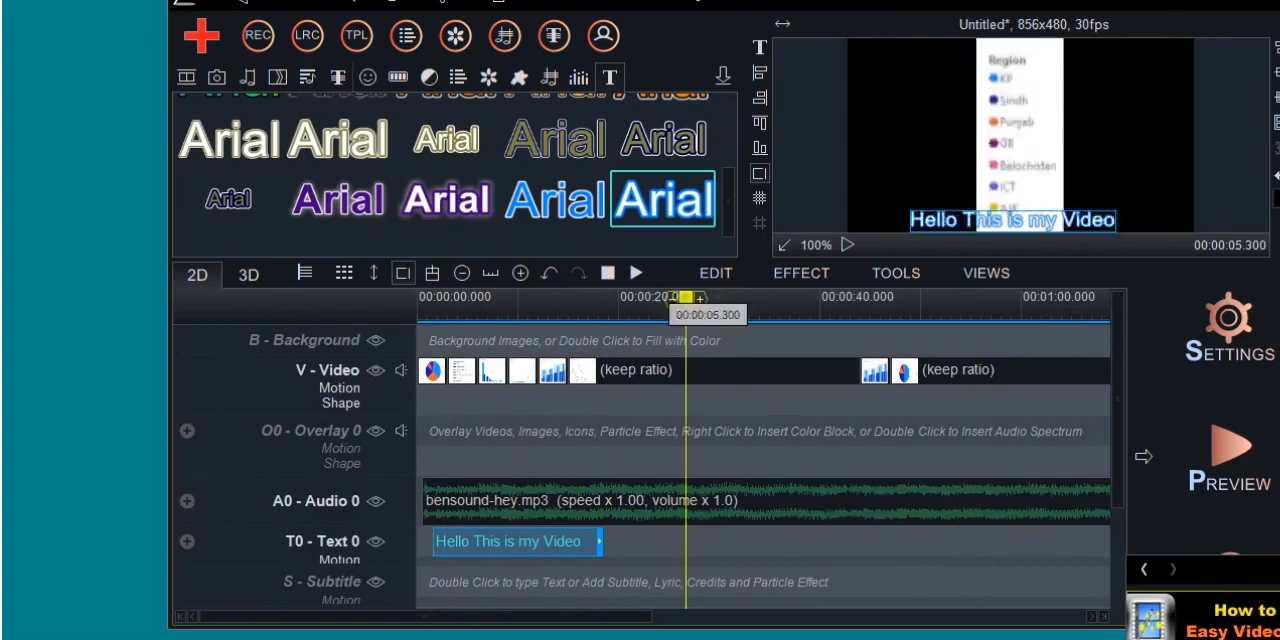 REC LRC TPL
Untitled*, 856x480, 30fps
T
Region
KP
Sindh
Punjab
GB
Balochistan
ICT
AJK
Arial Arial Arial Arial Arial
Arial Arial Arial Arial Arial
Hello This is my Video
100% 00:00:05.300
2D 3D EDIT EFFECT TOOLS VIEWS
00:00:00.000 00:00:40.000 00:01:00.000
00:00:05.300
B - Background Background Images, or Double Click to Fill with Color
V - Video (keep ratio) (keep ratio)
Motion
Shape
O0 - Overlay 0 Overlay Videos, Images, Icons, Particle Effect, Right Click to Insert Color Block, or Double Click to Insert Audio Spectrum
Motion
Shape
A0 - Audio 0 bensound-hey.mp3 (speed x 1.00, volume x 1.0)
T0 - Text 0 Hello This is my Video
Motion
S - Subtitle Double Click to type Text or Add Subtitle, Lyric, Credits and Particle Effect
Motion
SETTINGS
PREVIEW
How to
Easy Video